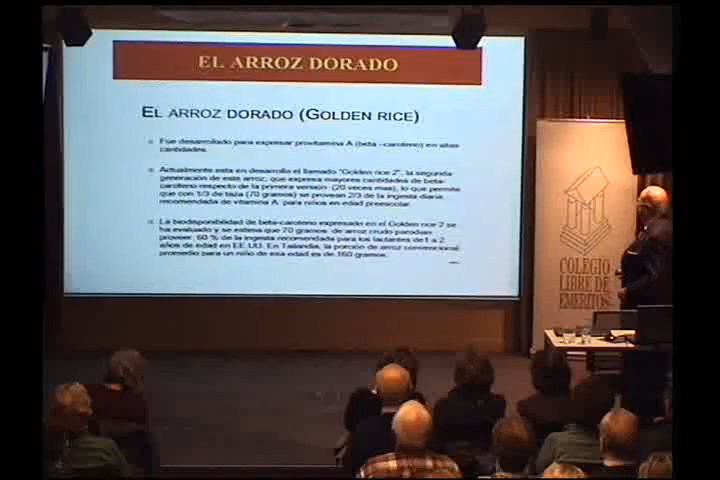 EL ARROZ DORADO
EL ARROZ DORADO (GOLDEN RICE)
Fue desarrollado para expresar provitamina A (beta -caroteno) en altas
cantidades.
Actualmente esta en desarrollo el llamado "Golden rice 2", la segunda
generación de este arroz, que expresa mayores cantidades de beta-
caroteno respecto de la primera versión (20 veces mas), lo que permite
que con 1/3 de taza (70 gramos) se provean 2/3 de la ingesta diaria
recomendada de vitamina A para niños en edad preescolar.
La biodisponibilidad de beta-caroteno expresado en el Golden rice 2 se
ha evaluado y se estima que 70 gramos de arroz crudo podrían
proveer 60 % de la ingesta recomendada para los lactantes de 1 a 2
años de edad en EE.UU. En Tailandia, la porción de arroz convencional
promedio para un niño de esa edad es de 160 gramos.
COLEGIO
LIBRE DE
EMÉRITOS